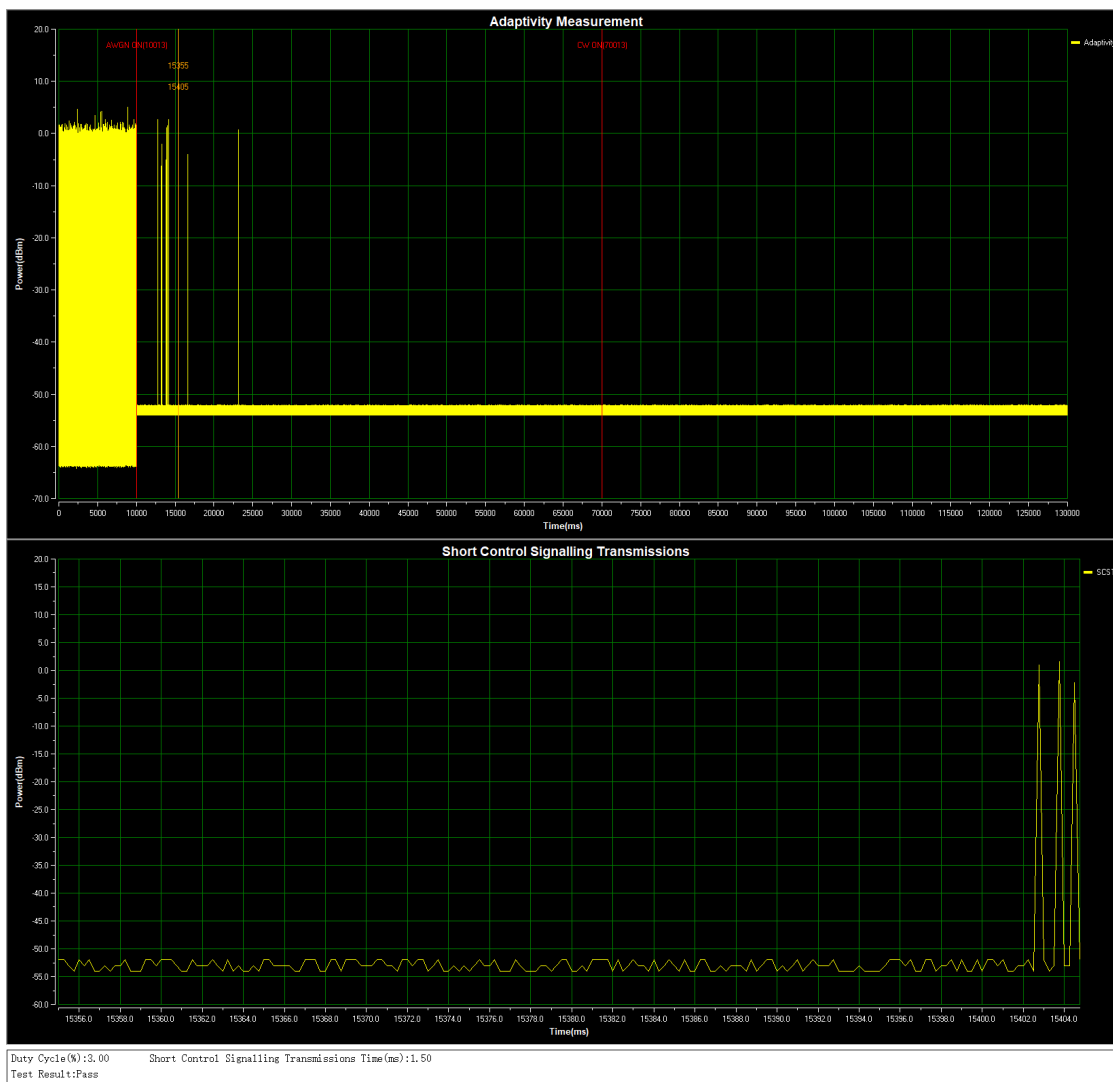 Adaptivity Measurement
20.0
10.0
0.0
-10.0
-20.0
-30.0
-40.0
-50.0
-60.0
-70.0
Power(dBm)
AWGN ON(10013)
15355
15405
CW ON(70013)
Adaptivity
0 5000 10000 15000 20000 25000 30000 35000 40000 45000 50000 55000 60000 65000 70000 75000 80000 85000 90000 95000 100000 105000 110000 115000 120000 125000 130000
Time(ms)
Short Control Signalling Transmissions
20.0
15.0
10.0
5.0
0.0
-5.0
-10.0
-15.0
-20.0
-25.0
-30.0
-35.0
-40.0
-45.0
-50.0
-55.0
-60.0
Power(dBm)
SCST
15356.0 15358.0 15360.0 15362.0 15364.0 15366.0 15368.0 15370.0 15372.0 15374.0 15376.0 15378.0 15380.0 15382.0 15384.0 15386.0 15388.0 15390.0 15392.0 15394.0 15396.0 15398.0 15400.0 15402.0 15404.0
Time(ms)
Duty Cycle(%):3.00 Short Control Signalling Transmissions Time(ms):1.50
Test Result:Pass